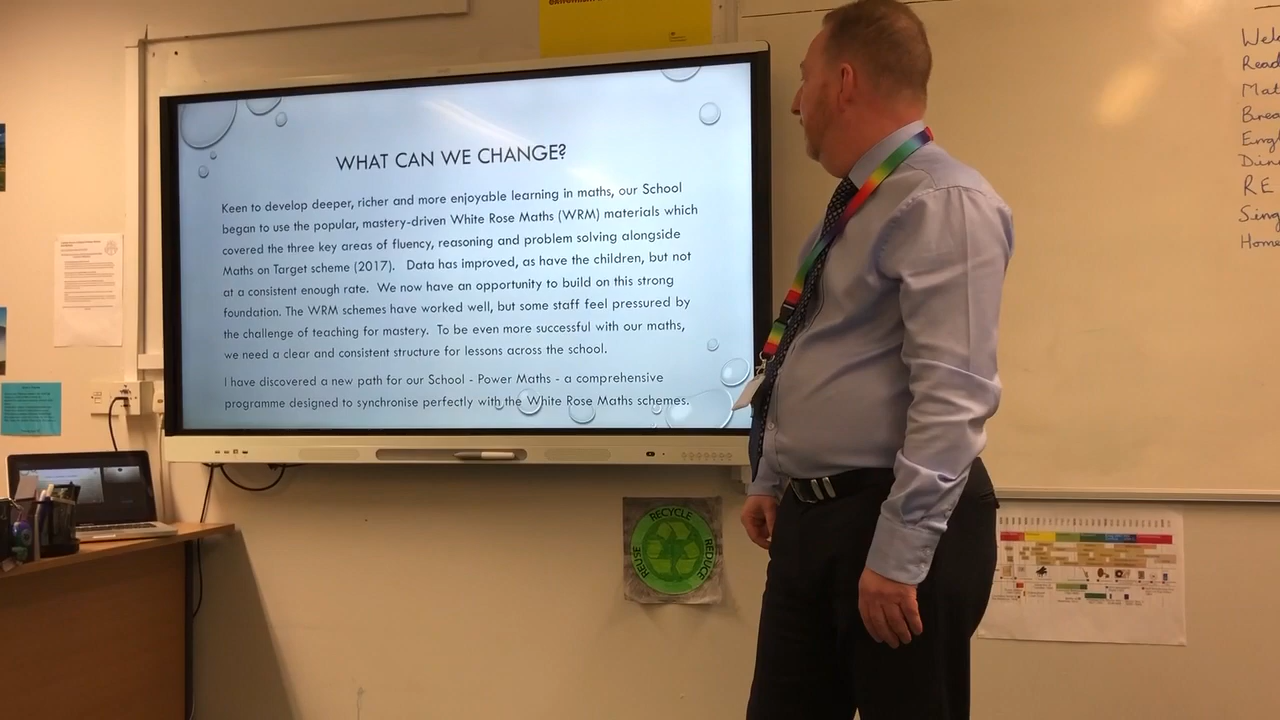 WHAT CAN WE CHANGE?
Keen to develop deeper, richer and more enjoyable learning in maths, our School
began to use the popular, mastery-driven White Rose Maths (WRM) materials which
covered the three key areas of fluency, reasoning and problem solving alongside
Maths on Target scheme (2017). Data has improved, as have the children, but not
at a consistent enough rate. We now have an opportunity to build on this strong
foundation. The WRM schemes have worked well, but some staff feel pressured by
the challenge of teaching for mastery. To be even more successful with our maths,
we need a clear and consistent structure for lessons across the school.
I have discovered a new path for our School - Power Maths - a comprehensive
programme designed to synchronise perfectly with the White Rose Maths schemes.
RECYCLE
REDUCE
REUSE
RE